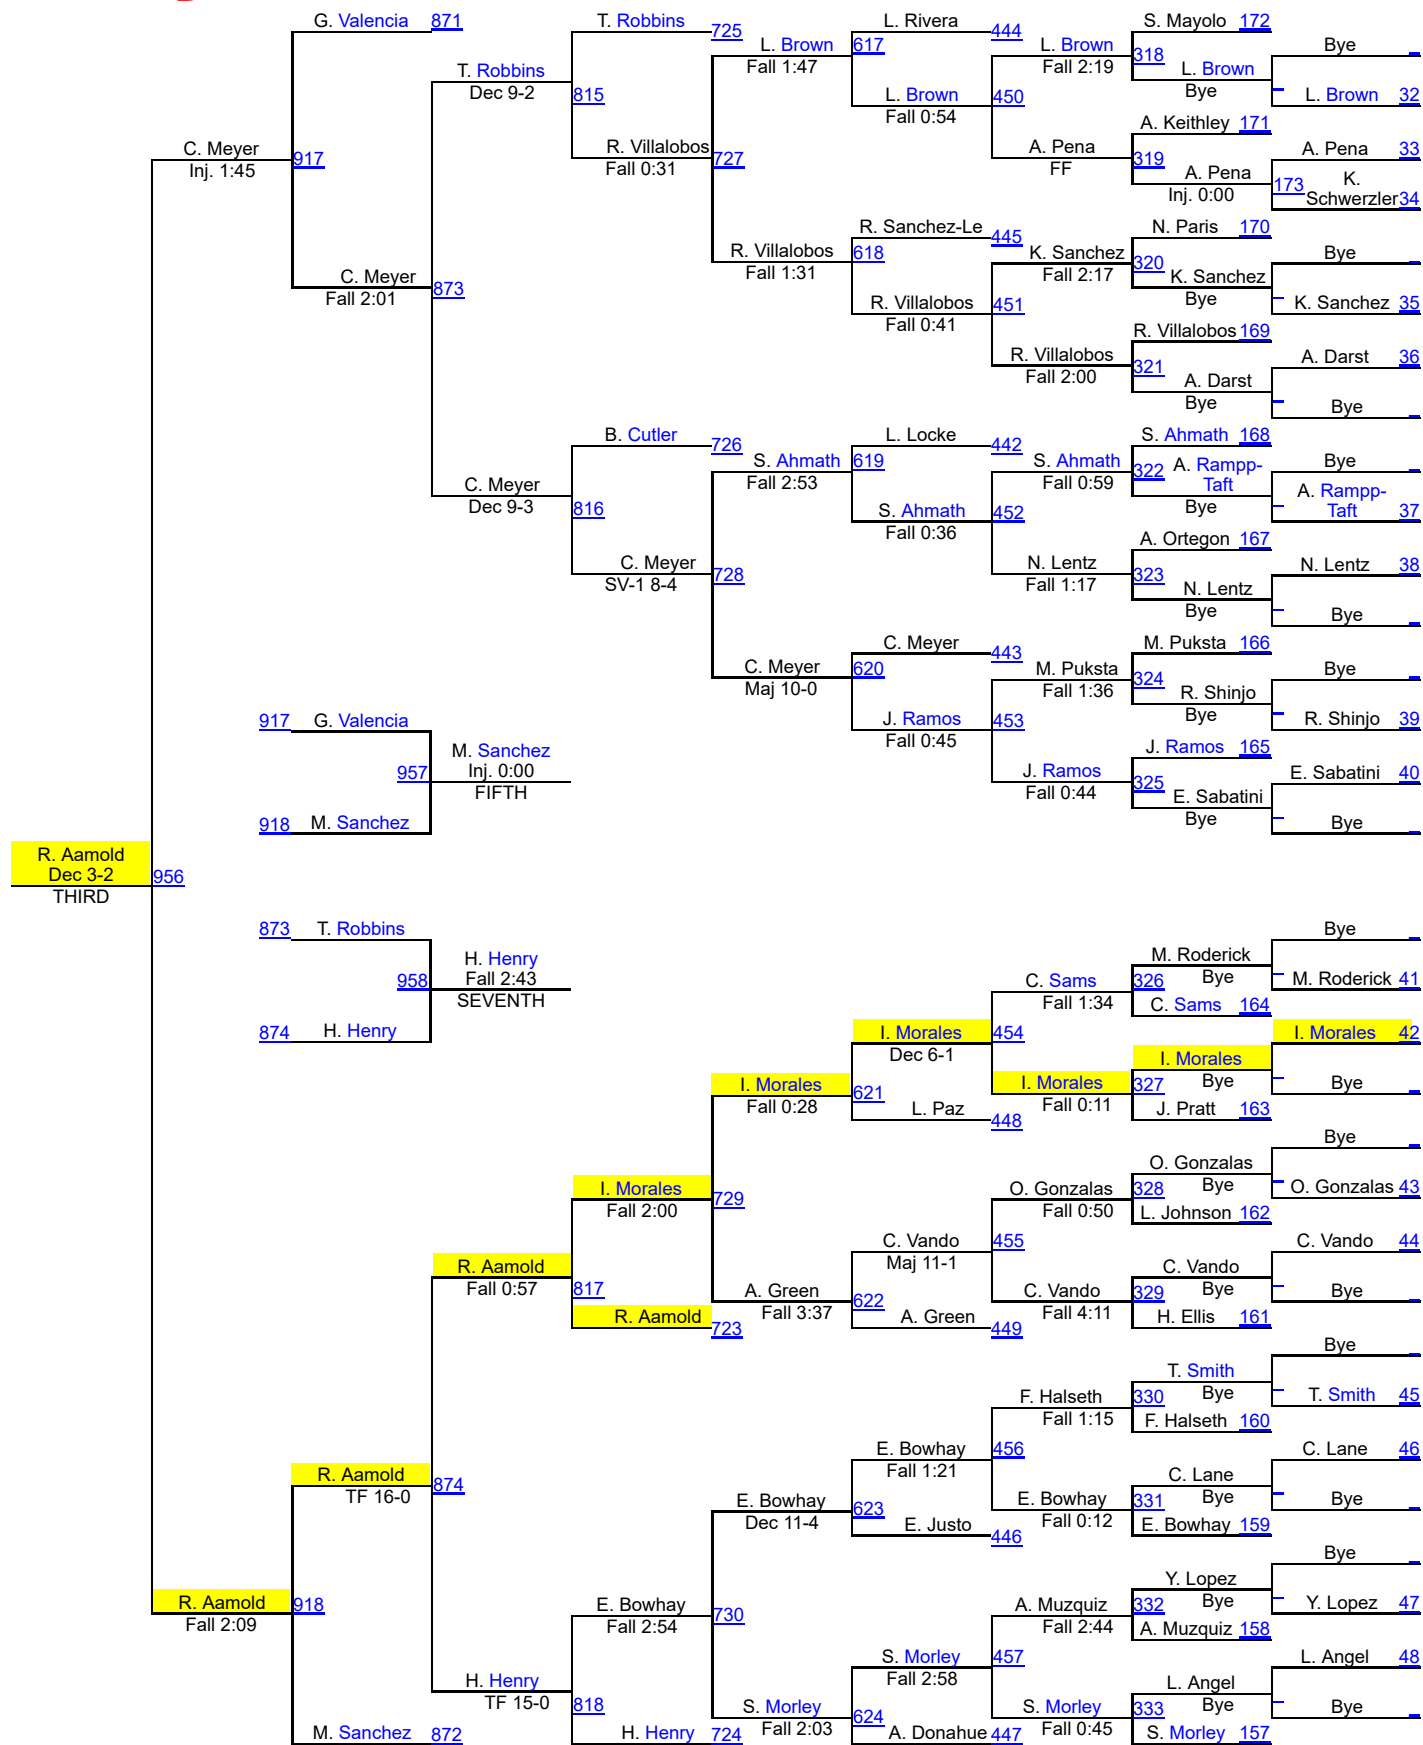 G. Valencia 871 T. Robbins 725 L. Rivera 444 S. Mayolo 172
L. Brown 617 L. Brown Bye
Fall 1:47 Fall 2:19 318
T. Robbins L. Brown
Dec 9-2 815 L. Brown 450 Bye L. Brown 32
Fall 0:54
A. Keithley 171
C. Meyer 917 R. Villalobos 727 A. Pena 319 A. Pena 33
Inj. 1:45 Fall 0:31 FF
A. Pena 173 K.
Inj. 0:00 Schwerzler 34
R. Sanchez-Le 445 N. Paris 170
R. Villalobos 618 K. Sanchez 320 Bye
Fall 1:31 Fall 2:17
C. Meyer 873 K. Sanchez
Fall 2:01 R. Villalobos 451 Bye K. Sanchez 35
Fall 0:41
R. Villalobos 169
R. Villalobos 321 A. Darst 36
Fall 2:00
A. Darst
Bye Bye
B. Cutler 726 L. Locke 442 S. Ahmath 168
S. Ahmath 619 S. Ahmath 322 A. Rampp- Bye
Fall 2:53 Fall 0:59 Taft
C. Meyer A. Rampp-
Dec 9-3 816 S. Ahmath 452 Bye Taft 37
Fall 0:36
A. Ortegon 167
C. Meyer 728 N. Lentz 323 N. Lentz 38
SV-1 8-4 Fall 1:17
N. Lentz
Bye Bye
C. Meyer 443 M. Puksta 166
C. Meyer 620 M. Puksta 324 Bye
Maj 10-0 Fall 1:36
R. Shinjo
917 G. Valencia J. Ramos 453 Bye R. Shinjo 39
Fall 0:45
M. Sanchez J. Ramos 165
957 Inj. 0:00 J. Ramos 325 E. Sabatini 40
FIFTH Fall 0:44
E. Sabatini
918 M. Sanchez Bye Bye
R. Aamold
Dec 3-2 956
THIRD
873 T. Robbins Bye
H. Henry M. Roderick
958 Fall 2:43 C. Sams 326 Bye M. Roderick 41
SEVENTH Fall 1:34
C. Sams 164
874 H. Henry I. Morales 454 I. Morales 42
Dec 6-1
I. Morales
I. Morales 621 I. Morales 327 Bye Bye
Fall 0:28 Fall 0:11
L. Paz 448 J. Pratt 163
Bye
O. Gonzalas
I. Morales 729 O. Gonzalas 328 Bye O. Gonzalas 43
Fall 2:00 Fall 0:50
L. Johnson 162
C. Vando 455 C. Vando 44
Maj 11-1
R. Aamold 817 C. Vando
Fall 0:57 A. Green 622 C. Vando 329 Bye Bye
Fall 3:37 Fall 4:11
R. Aamold 723 A. Green 449 H. Ellis 161
Bye
T. Smith
F. Halseth 330 Bye T. Smith 45
Fall 1:15
F. Halseth 160
E. Bowhay 456 C. Lane 46
Fall 1:21
R. Aamold 874 C. Lane
TF 16-0 E. Bowhay 623 E. Bowhay 331 Bye Bye
Dec 11-4 Fall 0:12
E. Justo 446 E. Bowhay 159
Bye
Y. Lopez
R. Aamold 918 E. Bowhay 730 A. Muzquiz 332 Bye Y. Lopez 47
Fall 2:09 Fall 2:54 Fall 2:44
A. Muzquiz 158
S. Morley 457 L. Angel 48
Fall 2:58
H. Henry 818 L. Angel
TF 15-0 S. Morley 624 S. Morley 333 Bye Bye
Fall 2:03 Fall 0:45
M. Sanchez 872 H. Henry 724 A. Donahue 447 S. Morley 157